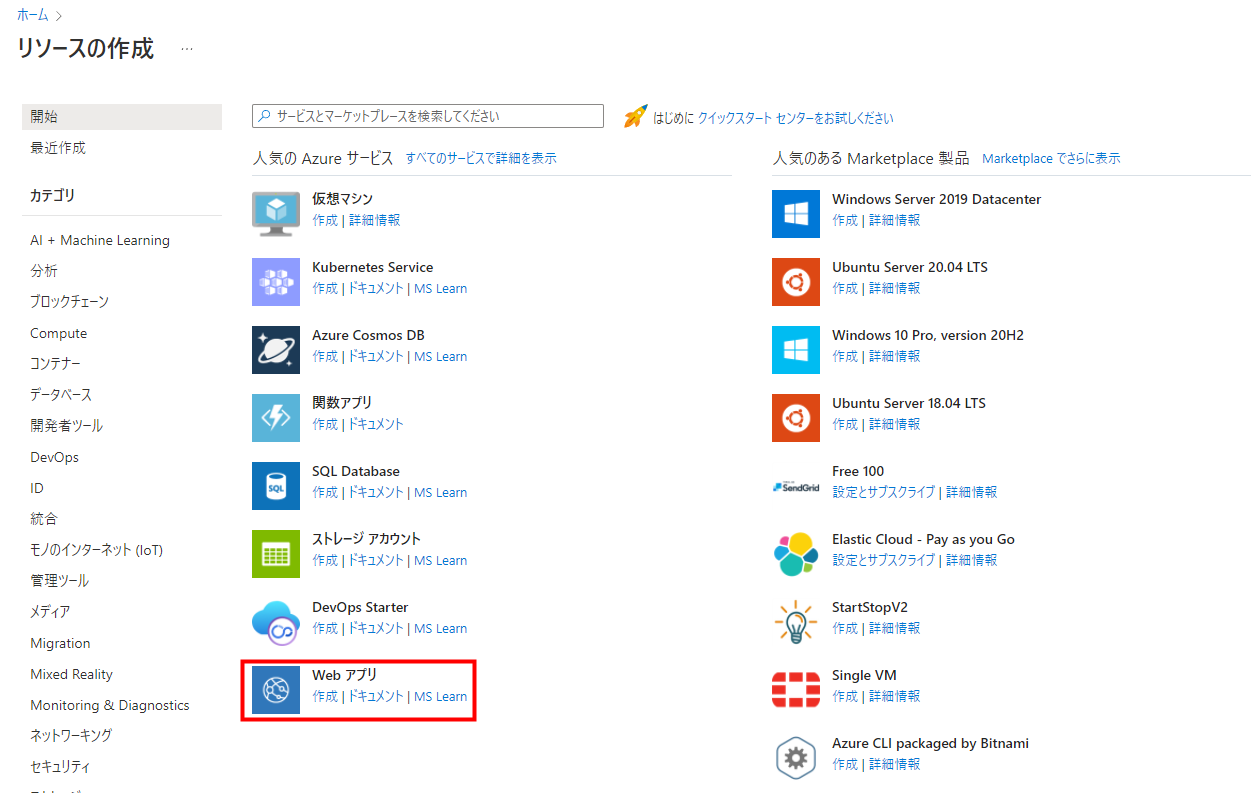 ホーム >
リソースの作成 …
開始
最近作成
カテゴリ
AI + Machine Learning
分析
ブロックチェーン
Compute
コンテナー
データベース
開発者ツール
DevOps
ID
統合
モノのインターネット (IoT)
管理ツール
メディア
Migration
Mixed Reality
Monitoring & Diagnostics
ネットワーキング
セキュリティ
サービスとマーケットプレースを検索してください
はじめに クイックスタート センターをお試しください
人気の Azure サービス すべてのサービスで詳細を表示
仮想マシン
作成 | 詳細情報
Kubernetes Service
作成 | ドキュメント | MS Learn
Azure Cosmos DB
作成 | ドキュメント | MS Learn
関数アプリ
作成 | ドキュメント
SQL
SQL Database
作成 | ドキュメント | MS Learn
ストレージ アカウント
作成 | ドキュメント | MS Learn
DevOps Starter
作成 | ドキュメント | MS Learn
Web アプリ
作成 | ドキュメント | MS Learn
人気のある Marketplace 製品 Marketplace でさらに表示
Windows Server 2019 Datacenter
作成 | 詳細情報
Ubuntu Server 20.04 LTS
作成 | 詳細情報
Windows 10 Pro, version 20H2
作成 | 詳細情報
Ubuntu Server 18.04 LTS
作成 | 詳細情報
SendGrid
Free 100
設定とサブスクライブ | 詳細情報
Elastic Cloud - Pay as you Go
設定とサブスクライブ | 詳細情報
StartStopV2
作成 | 詳細情報
Single VM
作成 | 詳細情報
Azure CLI packaged by Bitnami
作成 | 詳細情報